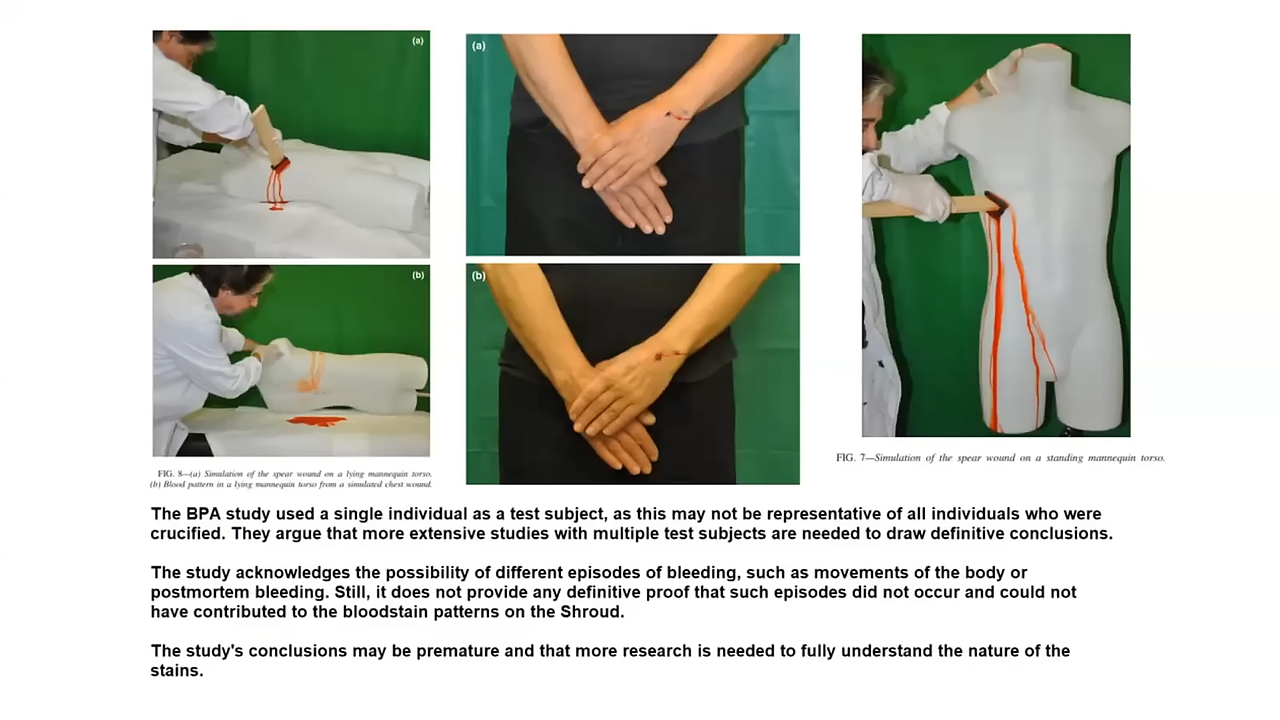 (a)
(b)
FIG. 8—(a) Simulation of the spear wound on a lying mannequin torso.
(b) Blood pattern in a lying mannequin torso from a simulated chest wound.
(a)
(b)
FIG. 7—Simulation of the spear wound on a standing mannequin torso.
The BPA study used a single individual as a test subject, as this may not be representative of all individuals who were
crucified. They argue that more extensive studies with multiple test subjects are needed to draw definitive conclusions.
The study acknowledges the possibility of different episodes of bleeding, such as movements of the body or
postmortem bleeding. Still, it does not provide any definitive proof that such episodes did not occur and could not
have contributed to the bloodstain patterns on the Shroud.
The study's conclusions may be premature and that more research is needed to fully understand the nature of the
stains.